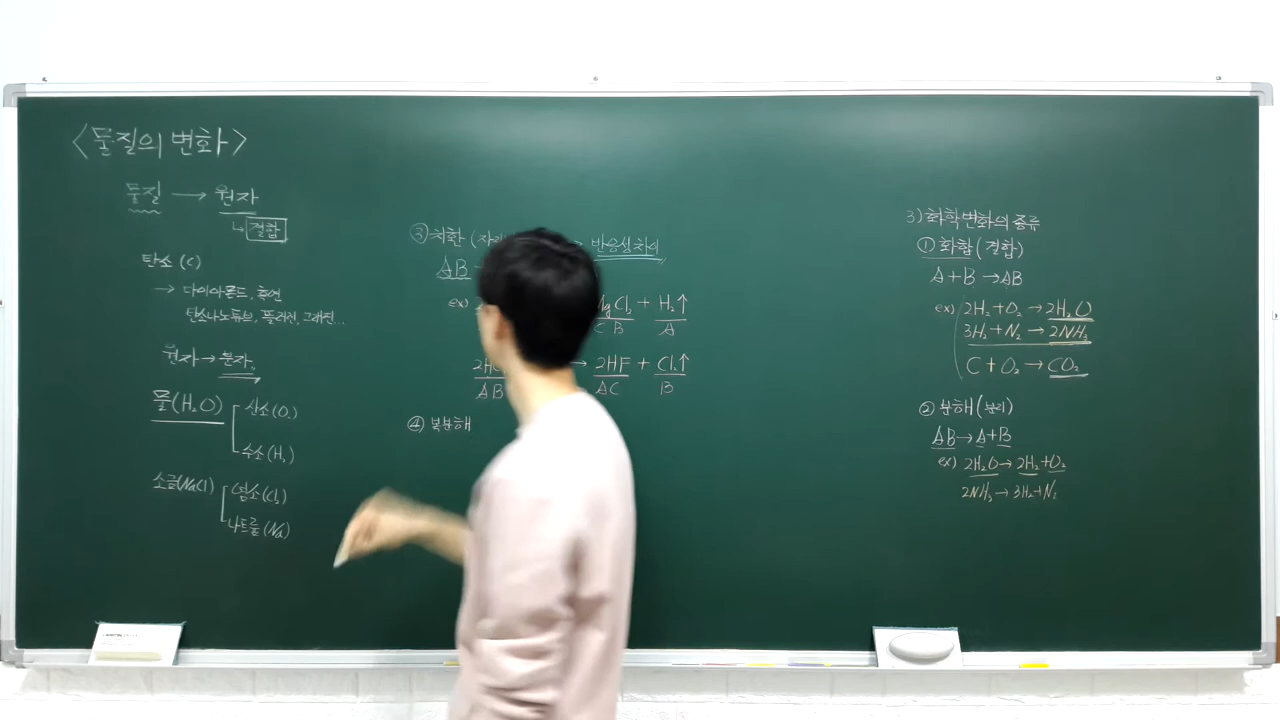 <물질의 변화>
물질 → 원자
↳ 결합
탄소 (C)
→ 다이아몬드, 흑연
탄소나노튜브, 풀러렌, 그래핀...
원자 → 분자
물(H₂O)
산소(O₂)
수소(H₂)
소금(NaCl)
염소(Cl₂)
나트륨(Na)
③ 치환 (자리 반응성차이
AB
ex) MgCl₂ + H₂↑
CB A
→ 2HF + Cl₂↑
AB AC B
④ 복분해
3) 화학변화의 종류
① 화합 (결합)
A + B → AB
ex) 2H₂ + O₂ → 2H₂O
3H₂ + N₂ → 2NH₃
C + O₂ → CO₂
② 분해 (분리)
AB → A + B
ex) 2H₂O → 2H₂ + O₂
2NH₃ → 3H₂ + N₂